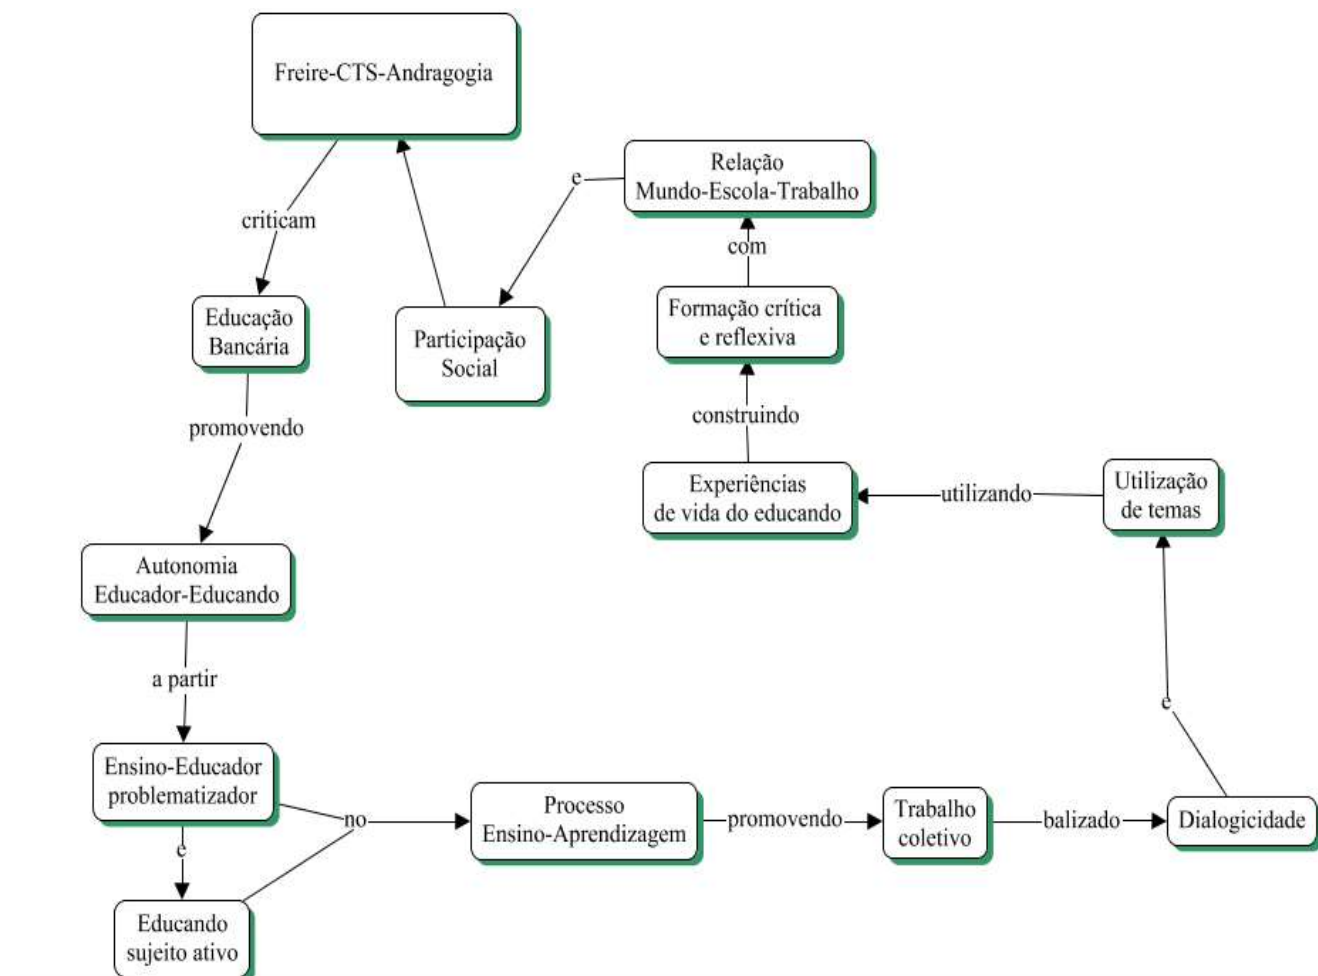 Freire-CTS-Andragogia
criticam
Educação
Bancária
promovendo
Autonomia
Educador-Educando
a partir
Ensino-Educador
problematizador
e
Educando
sujeito ativo
no
Processo
Ensino-Aprendizagem
promovendo
Trabalho
coletivo
balizado
Dialogicidade
e
Utilização
de temas
utilizando
Experiências
de vida do educando
construindo
Formação crítica
e reflexiva
com
Relação
Mundo-Escola-Trabalho
e
Participação
Social